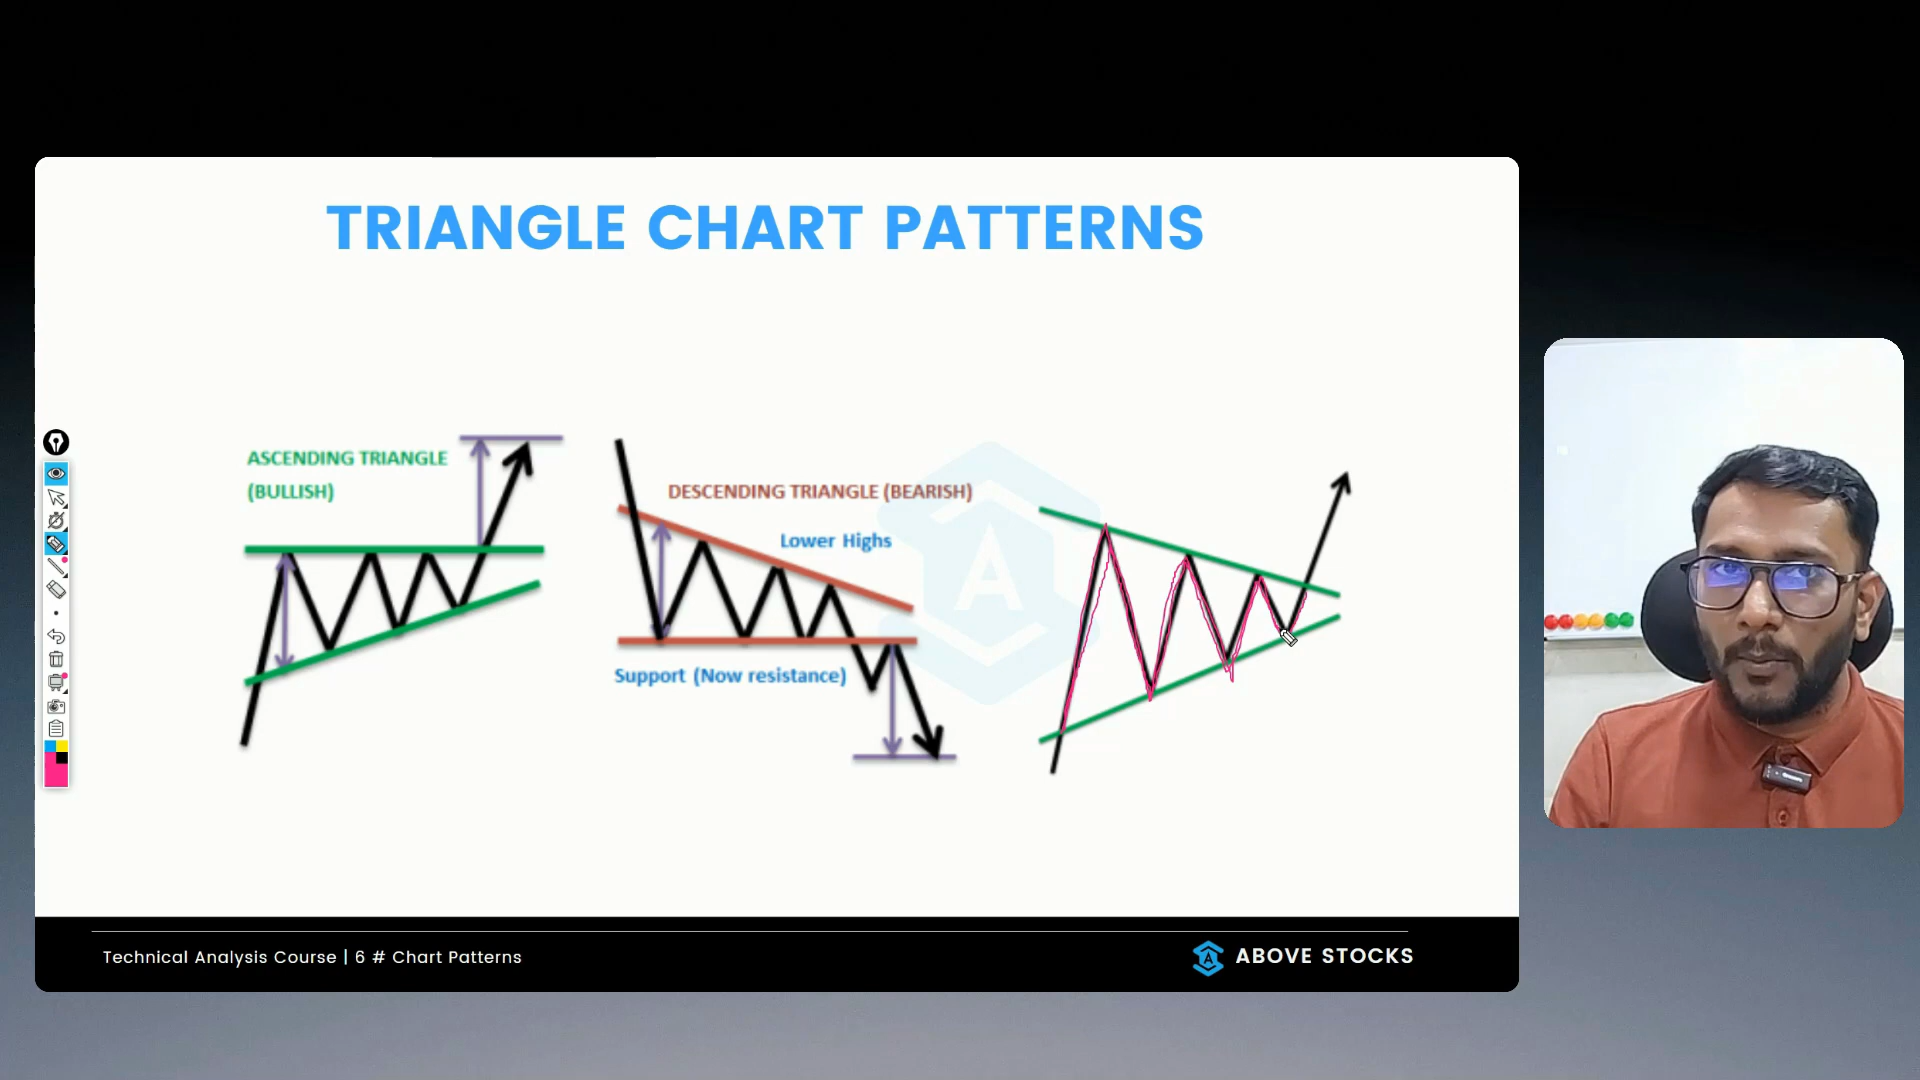 TRIANGLE CHART PATTERNS
ASCENDING TRIANGLE
(BULLISH)
DESCENDING TRIANGLE (BEARISH)
Lower Highs
Support (Now resistance)
A
Technical Analysis Course | 6 # Chart Patterns
A
ABOVE STOCKS